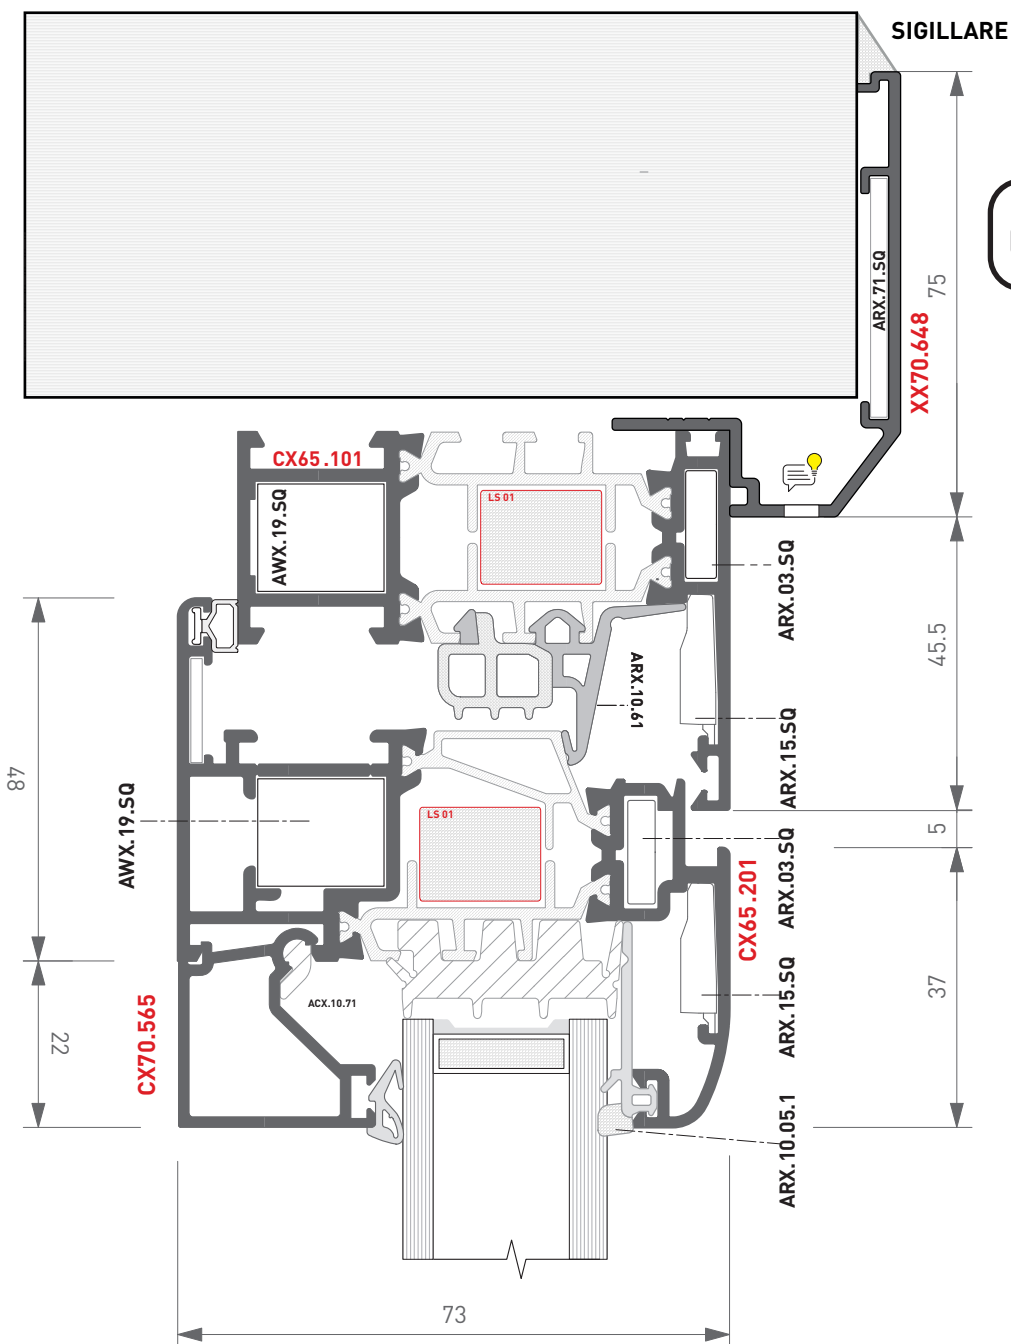 SIGILLARE
ARX.71.SQ
75
XX70.648
CX65.101
LS 01
AWX.19.SQ
ARX.03.SQ
45.5
ARX.10.61
ARX.15.SQ
48
AWX.19.SQ
LS 01
5
ARX.03.SQ
CX65.201
ARX.15.SQ
37
ACX.10.71
CX70.565
22
ARX.10.05.1
73